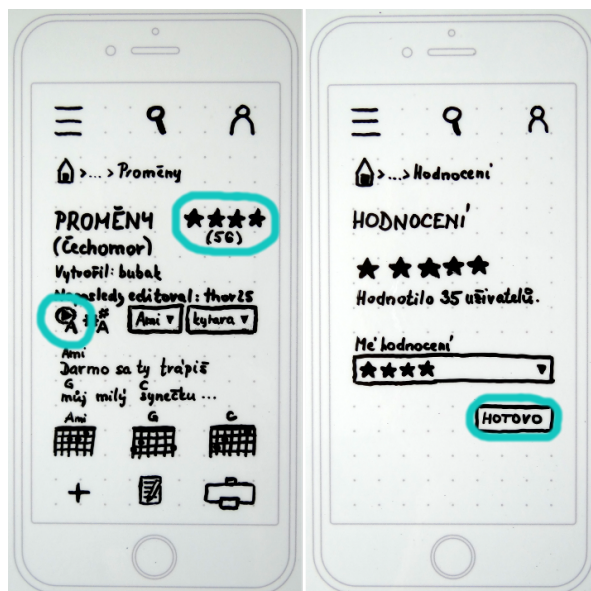 >...> Proměny
PROMĚNY
★★★★
(56)
(Čechomor)
Vytvořil: bubak
Naposledy editoval: thor25
A # A
Ami ▼
kytara ▼
Ami
Darmo sa ty trápíš
G C
můj milý synečku ...
Ami G C
+
>...> Hodnocení
HODNOCENÍ
★★★★★
Hodnotilo 35 uživatelů.
Mé hodnocení
★★★★ ▼
HOTOVO